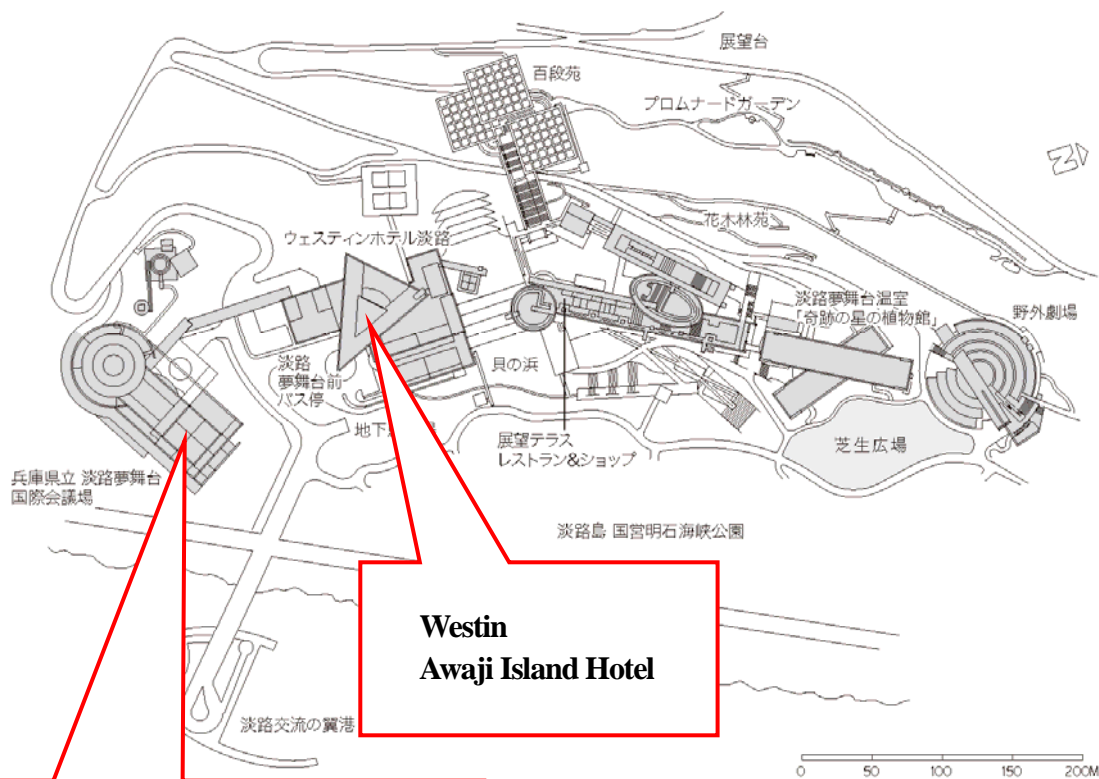 展望台
百段苑
プロムナードガーデン
N
花木林苑
ウェスティンホテル淡路
淡路夢舞台温室
「奇跡の星の植物館」
野外劇場
淡路
夢舞台前
バス停
貝の浜
地下
展望テラス
レストラン&ショップ
芝生広場
兵庫県立 淡路夢舞台
国際会議場
淡路島 国営明石海峡公園
Westin
Awaji Island Hotel
淡路交流の翼港
0 50 100 150 200M